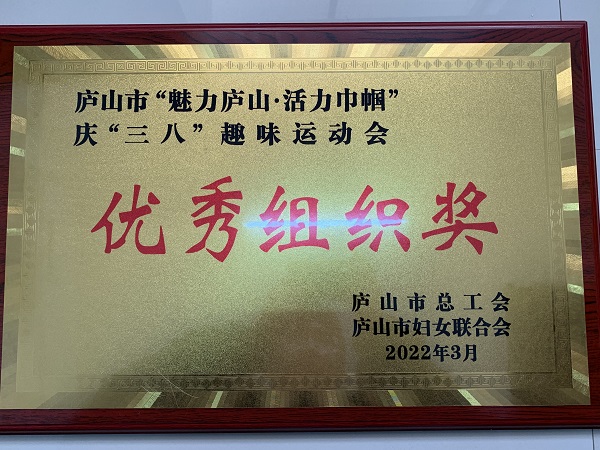 庐山市“魅力庐山·活力巾帼”
庆“三八”趣味运动会
优秀组织奖
庐山市总工会
庐山市妇女联合会
2022年3月